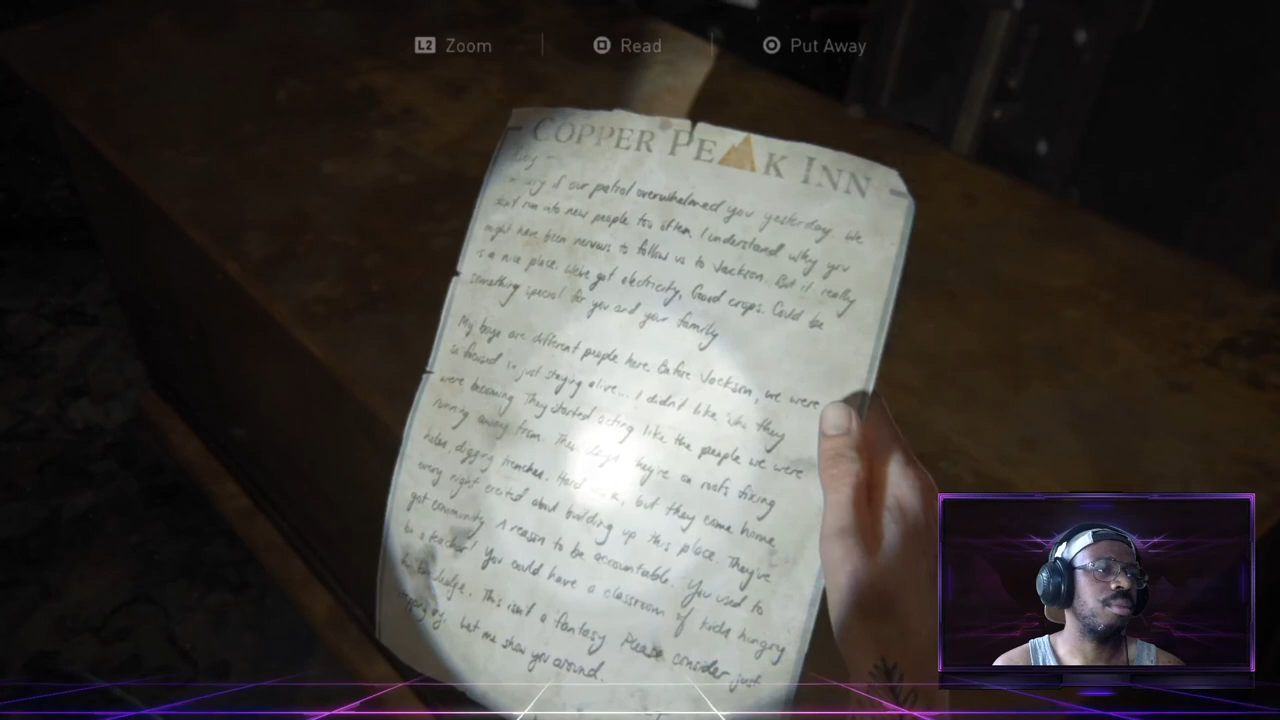 L2 Zoom
Read
Put Away
COPPER PEAK INN
if our patrol overwhelmed you yesterday. We
run into new people too often. I understand why you
might have been nervous to follow us to Jackson. But it really
is a nice place. We've got electricity, Good crops. Could be
something special for you and your family
My boys are different people here. Before Jackson, we were
so focused in just staying alive... I didn't like who they
were becoming. They started acting like the people we were
running away from. These days they're on roofs fixing
holes, digging trenches. Hard, but they come home
every night excited about building up this place. They've
got community. A reason to be accountable. You used to
be a teacher! You could have a classroom of kids hungry
for knowledge. This isn't a fantasy. Please consider just
Let me show you around.